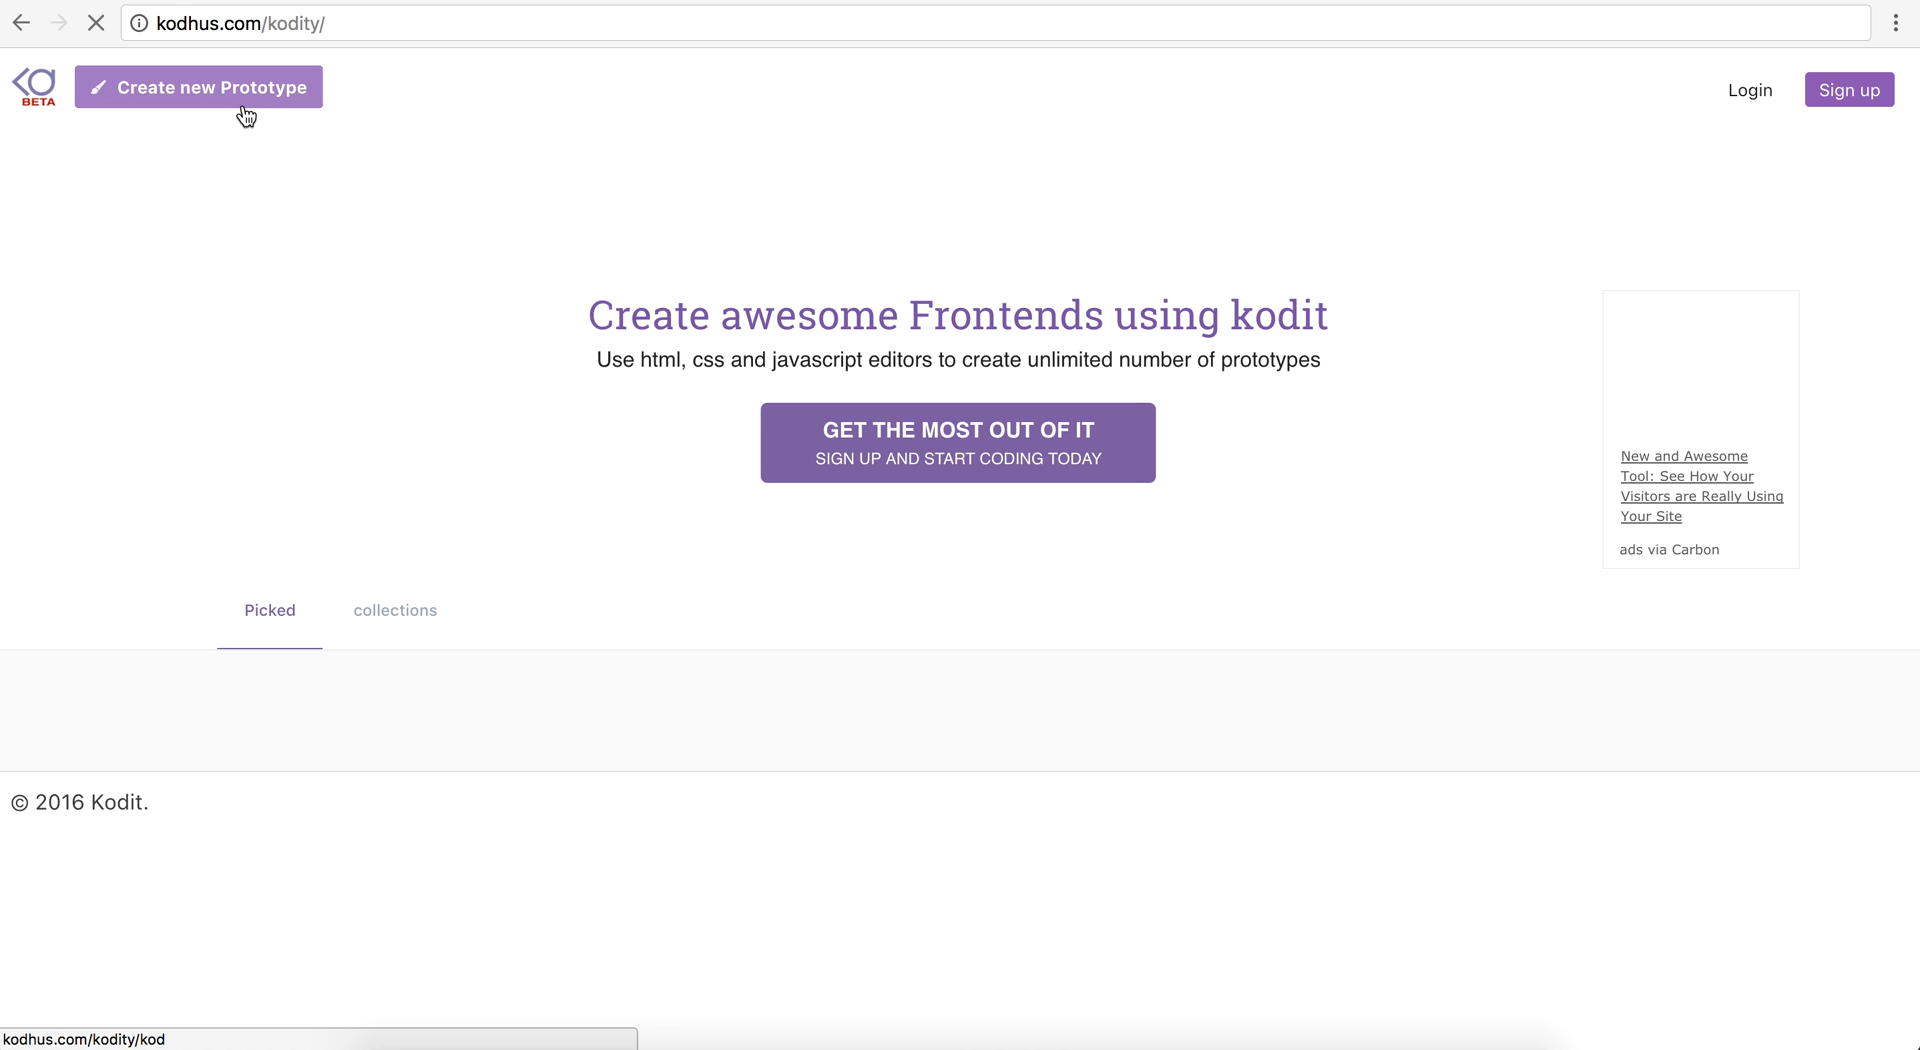 kodhus.com/kodity/
BETA
Create new Prototype
Login
Sign up
Create awesome Frontends using kodit
Use html, css and javascript editors to create unlimited number of prototypes
GET THE MOST OUT OF IT
SIGN UP AND START CODING TODAY
New and Awesome
Tool: See How Your
Visitors are Really Using
Your Site
ads via Carbon
Picked
collections
© 2016 Kodit.
kodhus.com/kodity/kod